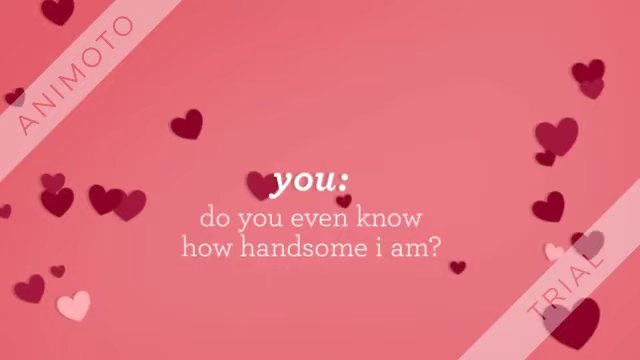 ANIMOTO
you:
do you even know
how handsome i am?
TRIAL